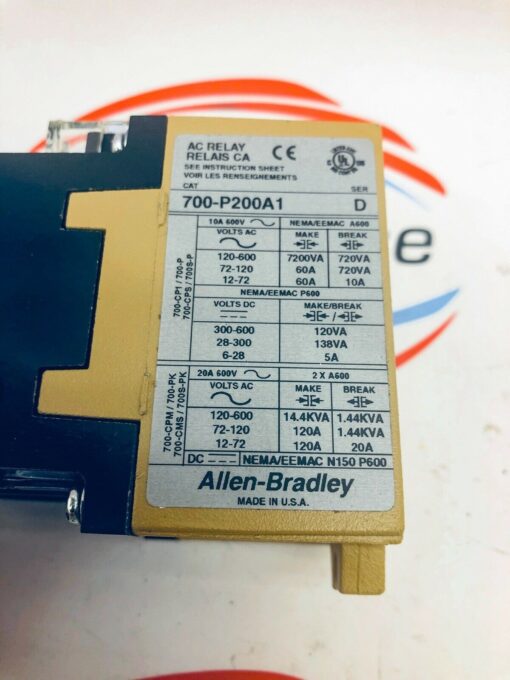 AC RELAY
RELAIS CA
CE
SEE INSTRUCTION SHEET
VOIR LES RENSEIGNEMENTS
UL
CAT
SER
700-P200A1 D
10A 600V NEMA/EEMAC A600
VOLTS AC MAKE BREAK
120-600 7200VA 720VA
72-120 60A 720VA
12-72 60A 10A
NEMA/EEMAC P600
VOLTS DC MAKE/BREAK
/
300-600 120VA
28-300 138VA
6-28 5A
700-CP1 / 700-P
700-CPS / 700S-P
20A 600V 2 X A600
VOLTS AC MAKE BREAK
120-600 14.4KVA 1.44KVA
72-120 120A 1.44KVA
12-72 120A 20A
700-CPM / 700-PK
700-CMS / 700S-PK
DC NEMA/EEMAC N150 P600
Allen-Bradley
MADE IN U.S.A.
e